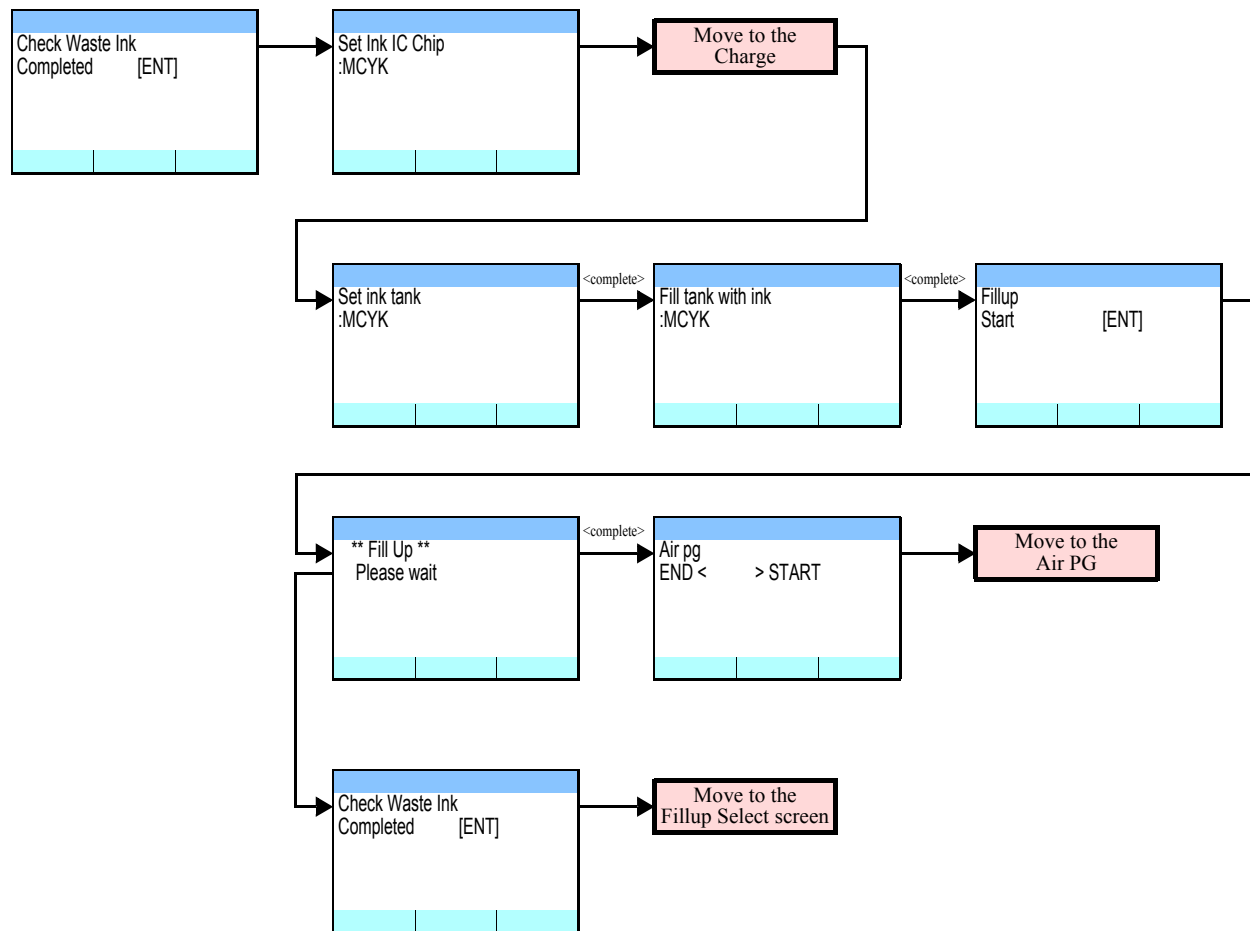 Check Waste Ink
Completed [ENT]
Set Ink IC Chip
:MCYK
Move to the
Charge
Set ink tank
:MCYK
<complete>
Fill tank with ink
:MCYK
<complete>
Fillup
Start [ENT]
** Fill Up **
Please wait
<complete>
Air pg
END < > START
Move to the
Air PG
Check Waste Ink
Completed [ENT]
Move to the
Fillup Select screen